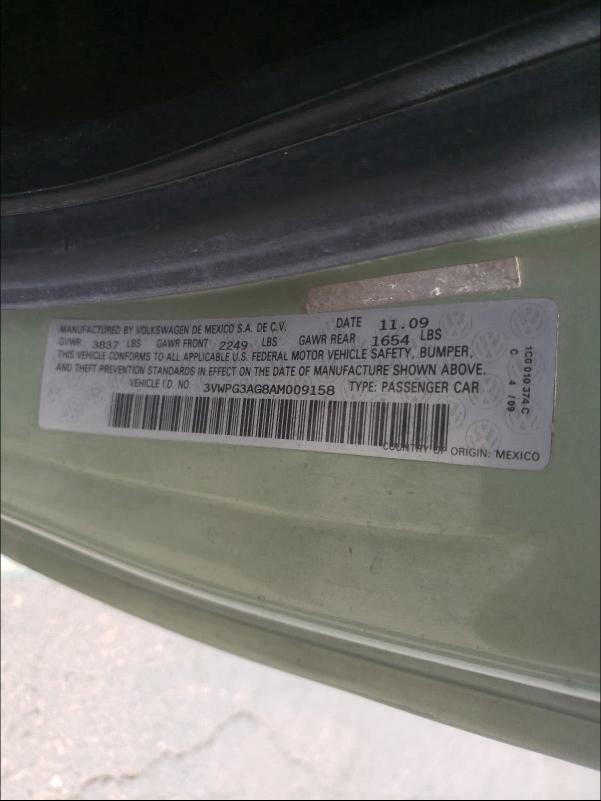 MANUFACTURED BY VOLKSWAGEN DE MEXICO S.A. DE C.V. DATE 11.09
GVWR 3837 LBS GAWR FRONT 2249 LBS GAWR REAR 1654 LBS
THIS VEHICLE CONFORMS TO ALL APPLICABLE U.S. FEDERAL MOTOR VEHICLE SAFETY, BUMPER,
AND THEFT PREVENTION STANDARDS IN EFFECT ON THE DATE OF MANUFACTURE SHOWN ABOVE.
VEHICLE I.D. NO. 3VWPG3AG8AM009158 TYPE: PASSENGER CAR
COUNTRY OF ORIGIN: MEXICO
1C0 010 374 C
C 4 /09